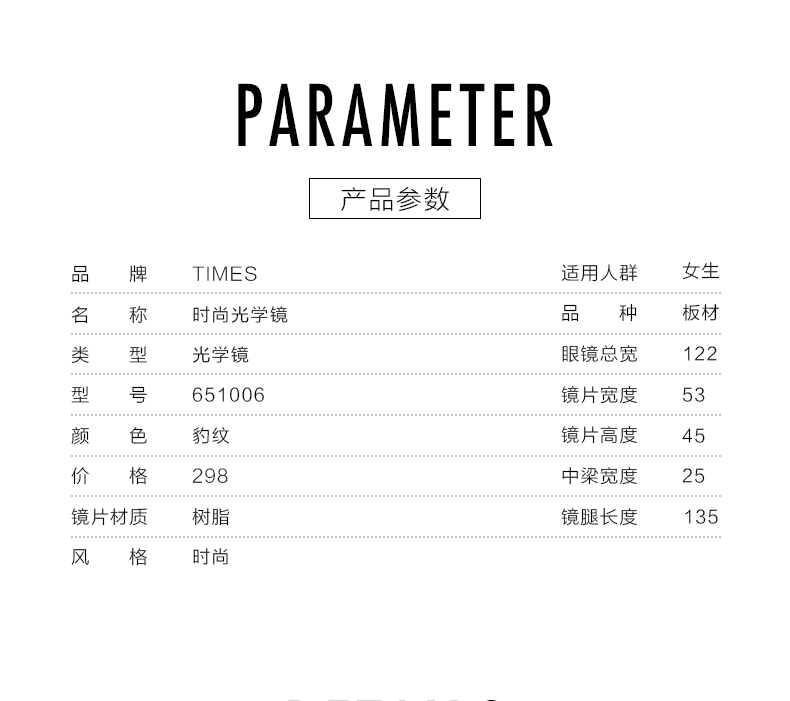 PARAMETER
产品参数
品 牌 TIMES 适用人群 女生
名 称 时尚光学镜 品 种 板材
类 型 光学镜 眼镜总宽 122
型 号 651006 镜片宽度 53
颜 色 豹纹 镜片高度 45
价 格 298 中梁宽度 25
镜片材质 树脂 镜腿长度 135
风 格 时尚